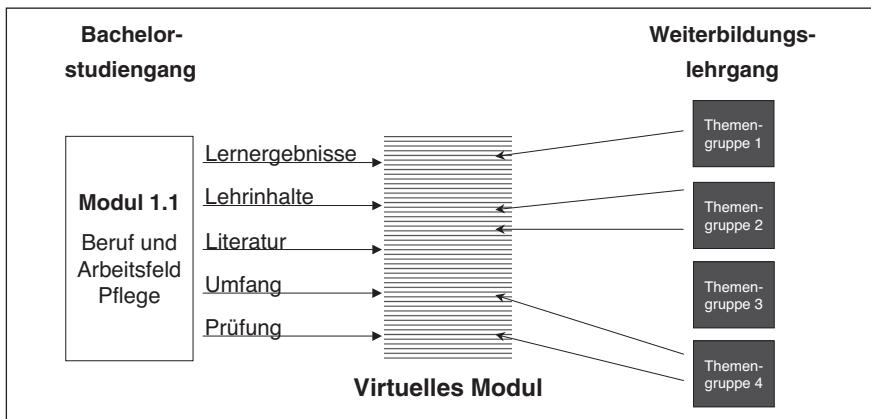 Bachelor-
studiengang
Weiterbildungs-
lehrgang
Modul 1.1
Beruf und
Arbeitsfeld
Pflege
Lernergebnisse
Lehrinhalte
Literatur
Umfang
Prüfung
Virtuelles Modul
Themen-
gruppe 1
Themen-
gruppe 2
Themen-
gruppe 3
Themen-
gruppe 4